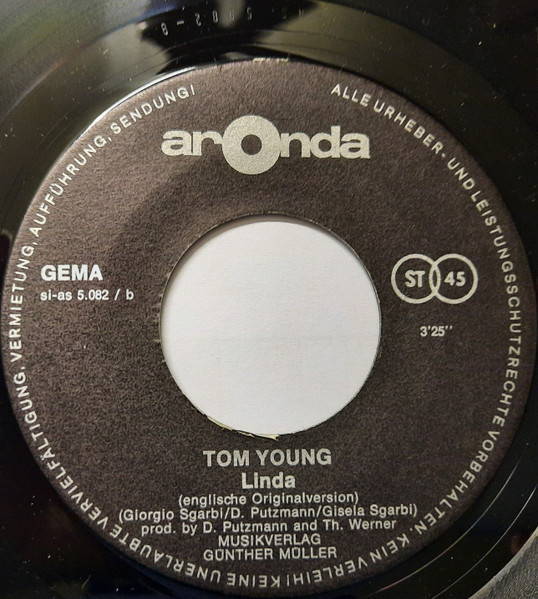 arOnda
ALLE URHEBER- UND LEISTUNGSSCHUTZRECHTE VORBEHALTEN. KEIN VERLEIH! KEINE UNERLAUBTE VERVIELFÄLTIGUNG, VERMIETUNG, AUFFÜHRUNG, SENDUNG!
GEMA
si-as 5.082 / b
ST 45
3'25''
TOM YOUNG
Linda
(englische Originalversion)
(Giorgio Sgarbi/D. Putzmann/Gisela Sgarbi)
prod. by D. Putzmann and Th. Werner
MUSIKVERLAG
GÜNTHER MÜLLER